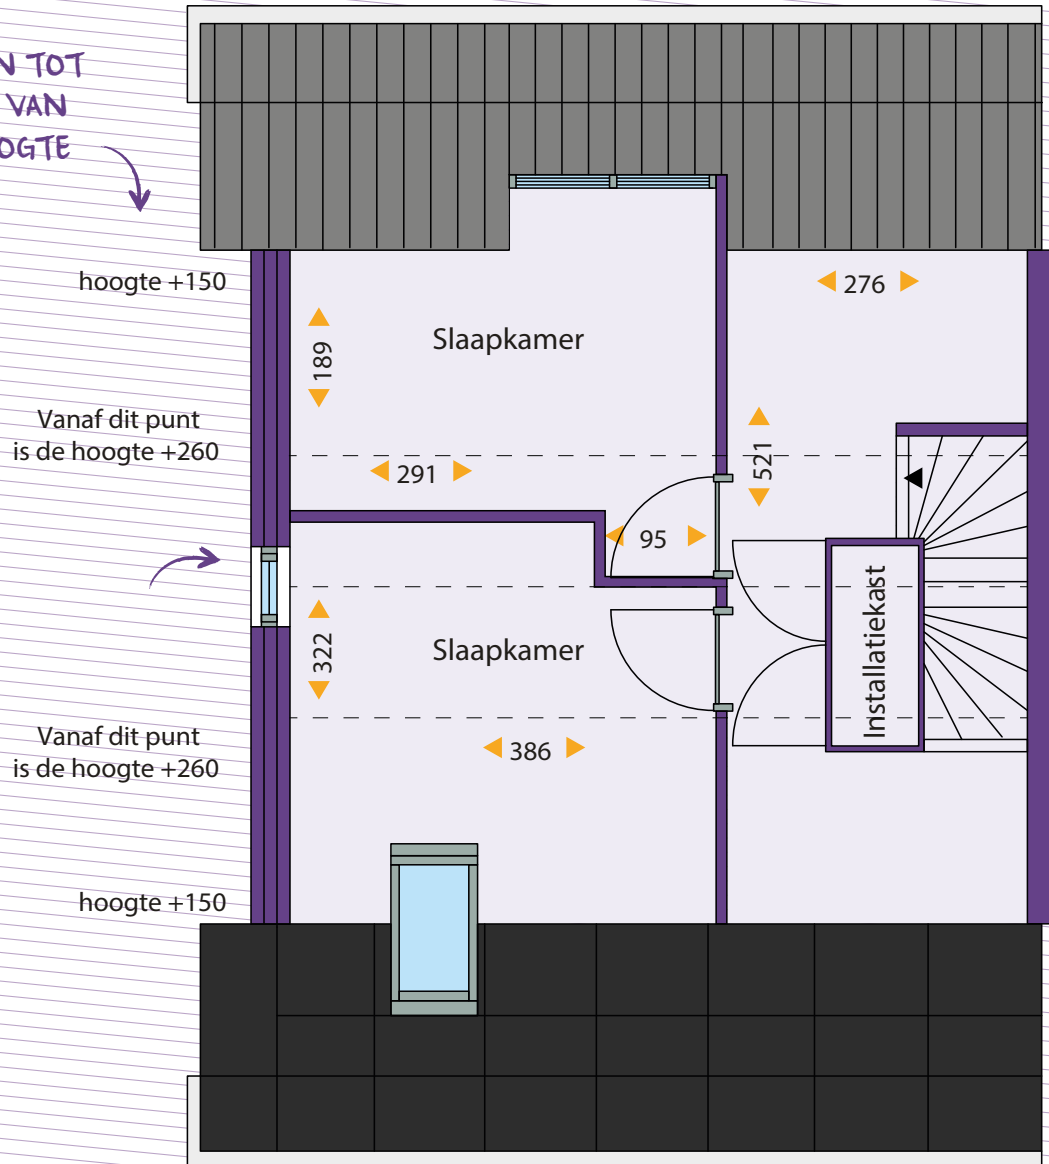 TOT
VAN
hoogte +150
276
Slaapkamer
189
Vanaf dit punt
is de hoogte +260
291
521
95
Installatiekast
322
Slaapkamer
Vanaf dit punt
is de hoogte +260
386
hoogte +150